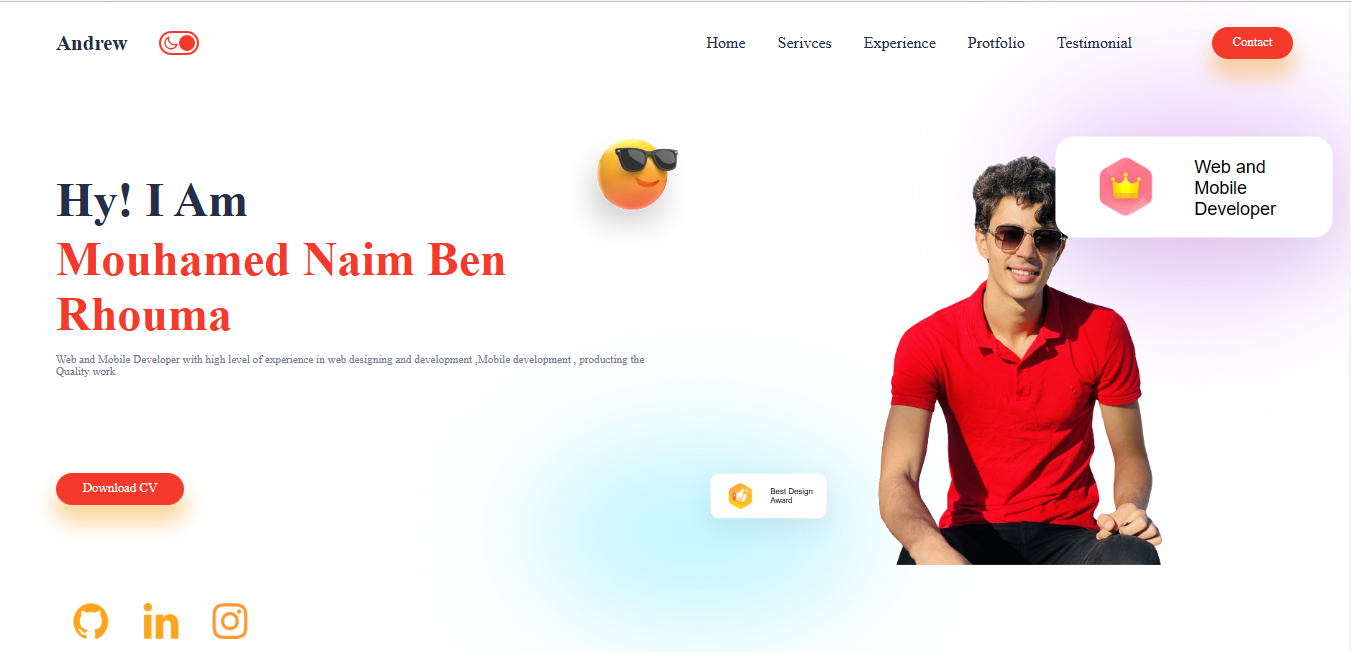 Andrew
Home
Serivces
Experience
Protfolio
Testimonial
Contact
Hy! I Am
Mouhamed Naim Ben
Rhouma
Web and Mobile Developer with high level of experience in web designing and development ,Mobile development , producting the
Quality work
Web and
Mobile
Developer
Download CV
Best Design
Award
in